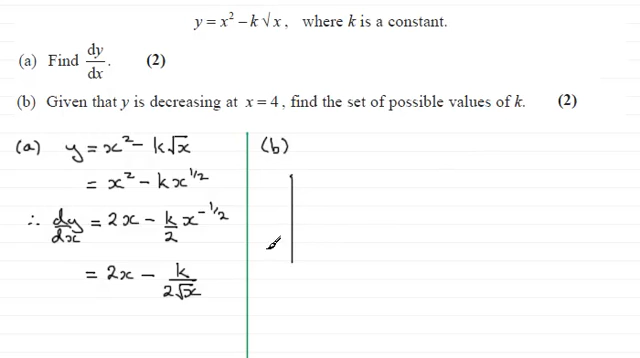 y = x² − k√x, where k is a constant.
(a) Find dy/dx. (2)
(b) Given that y is decreasing at x = 4, find the set of possible values of k. (2)
(a) y = x² − k√x
= x² − kx^1/2
∴ dy/dx = 2x − k/2 x^−1/2
= 2x − k/2√x
(b)